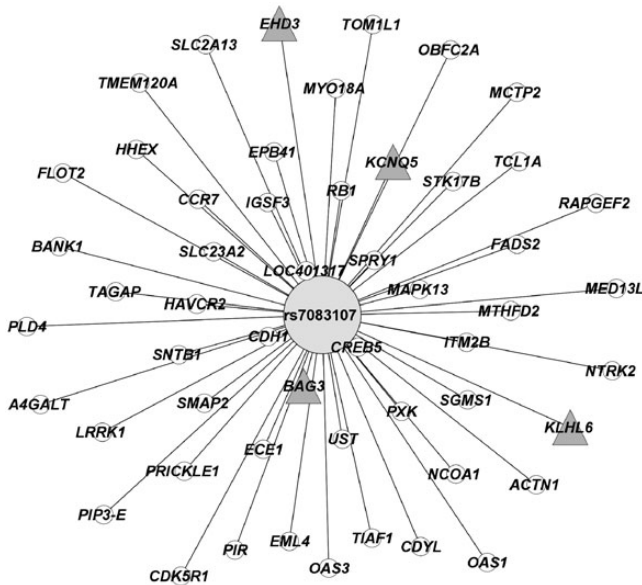 EHD3
TOM1L1
SLC2A13
OBFC2A
TMEM120A
MYO18A
MCTP2
HHEX
EPB41
KCNQ5
TCL1A
FLOT2
STK17B
CCR7
IGSF3
RB1
RAPGEF2
BANK1
SLC23A2
SPRY1
FADS2
LOC401317
TAGAP
HAVCR2
MAPK13
MED13L
PLD4
rs7083107
MTHFD2
CDH1
CREB5
ITM2B
SNTB1
NTRK2
A4GALT
SMAP2
BAG3
PXK
SGMS1
LRRK1
ECE1
UST
KLHL6
PRICKLE1
NCOA1
ACTN1
PIP3-E
PIR
EML4
TIAF1
CDYL
OAS1
CDK5R1
OAS3